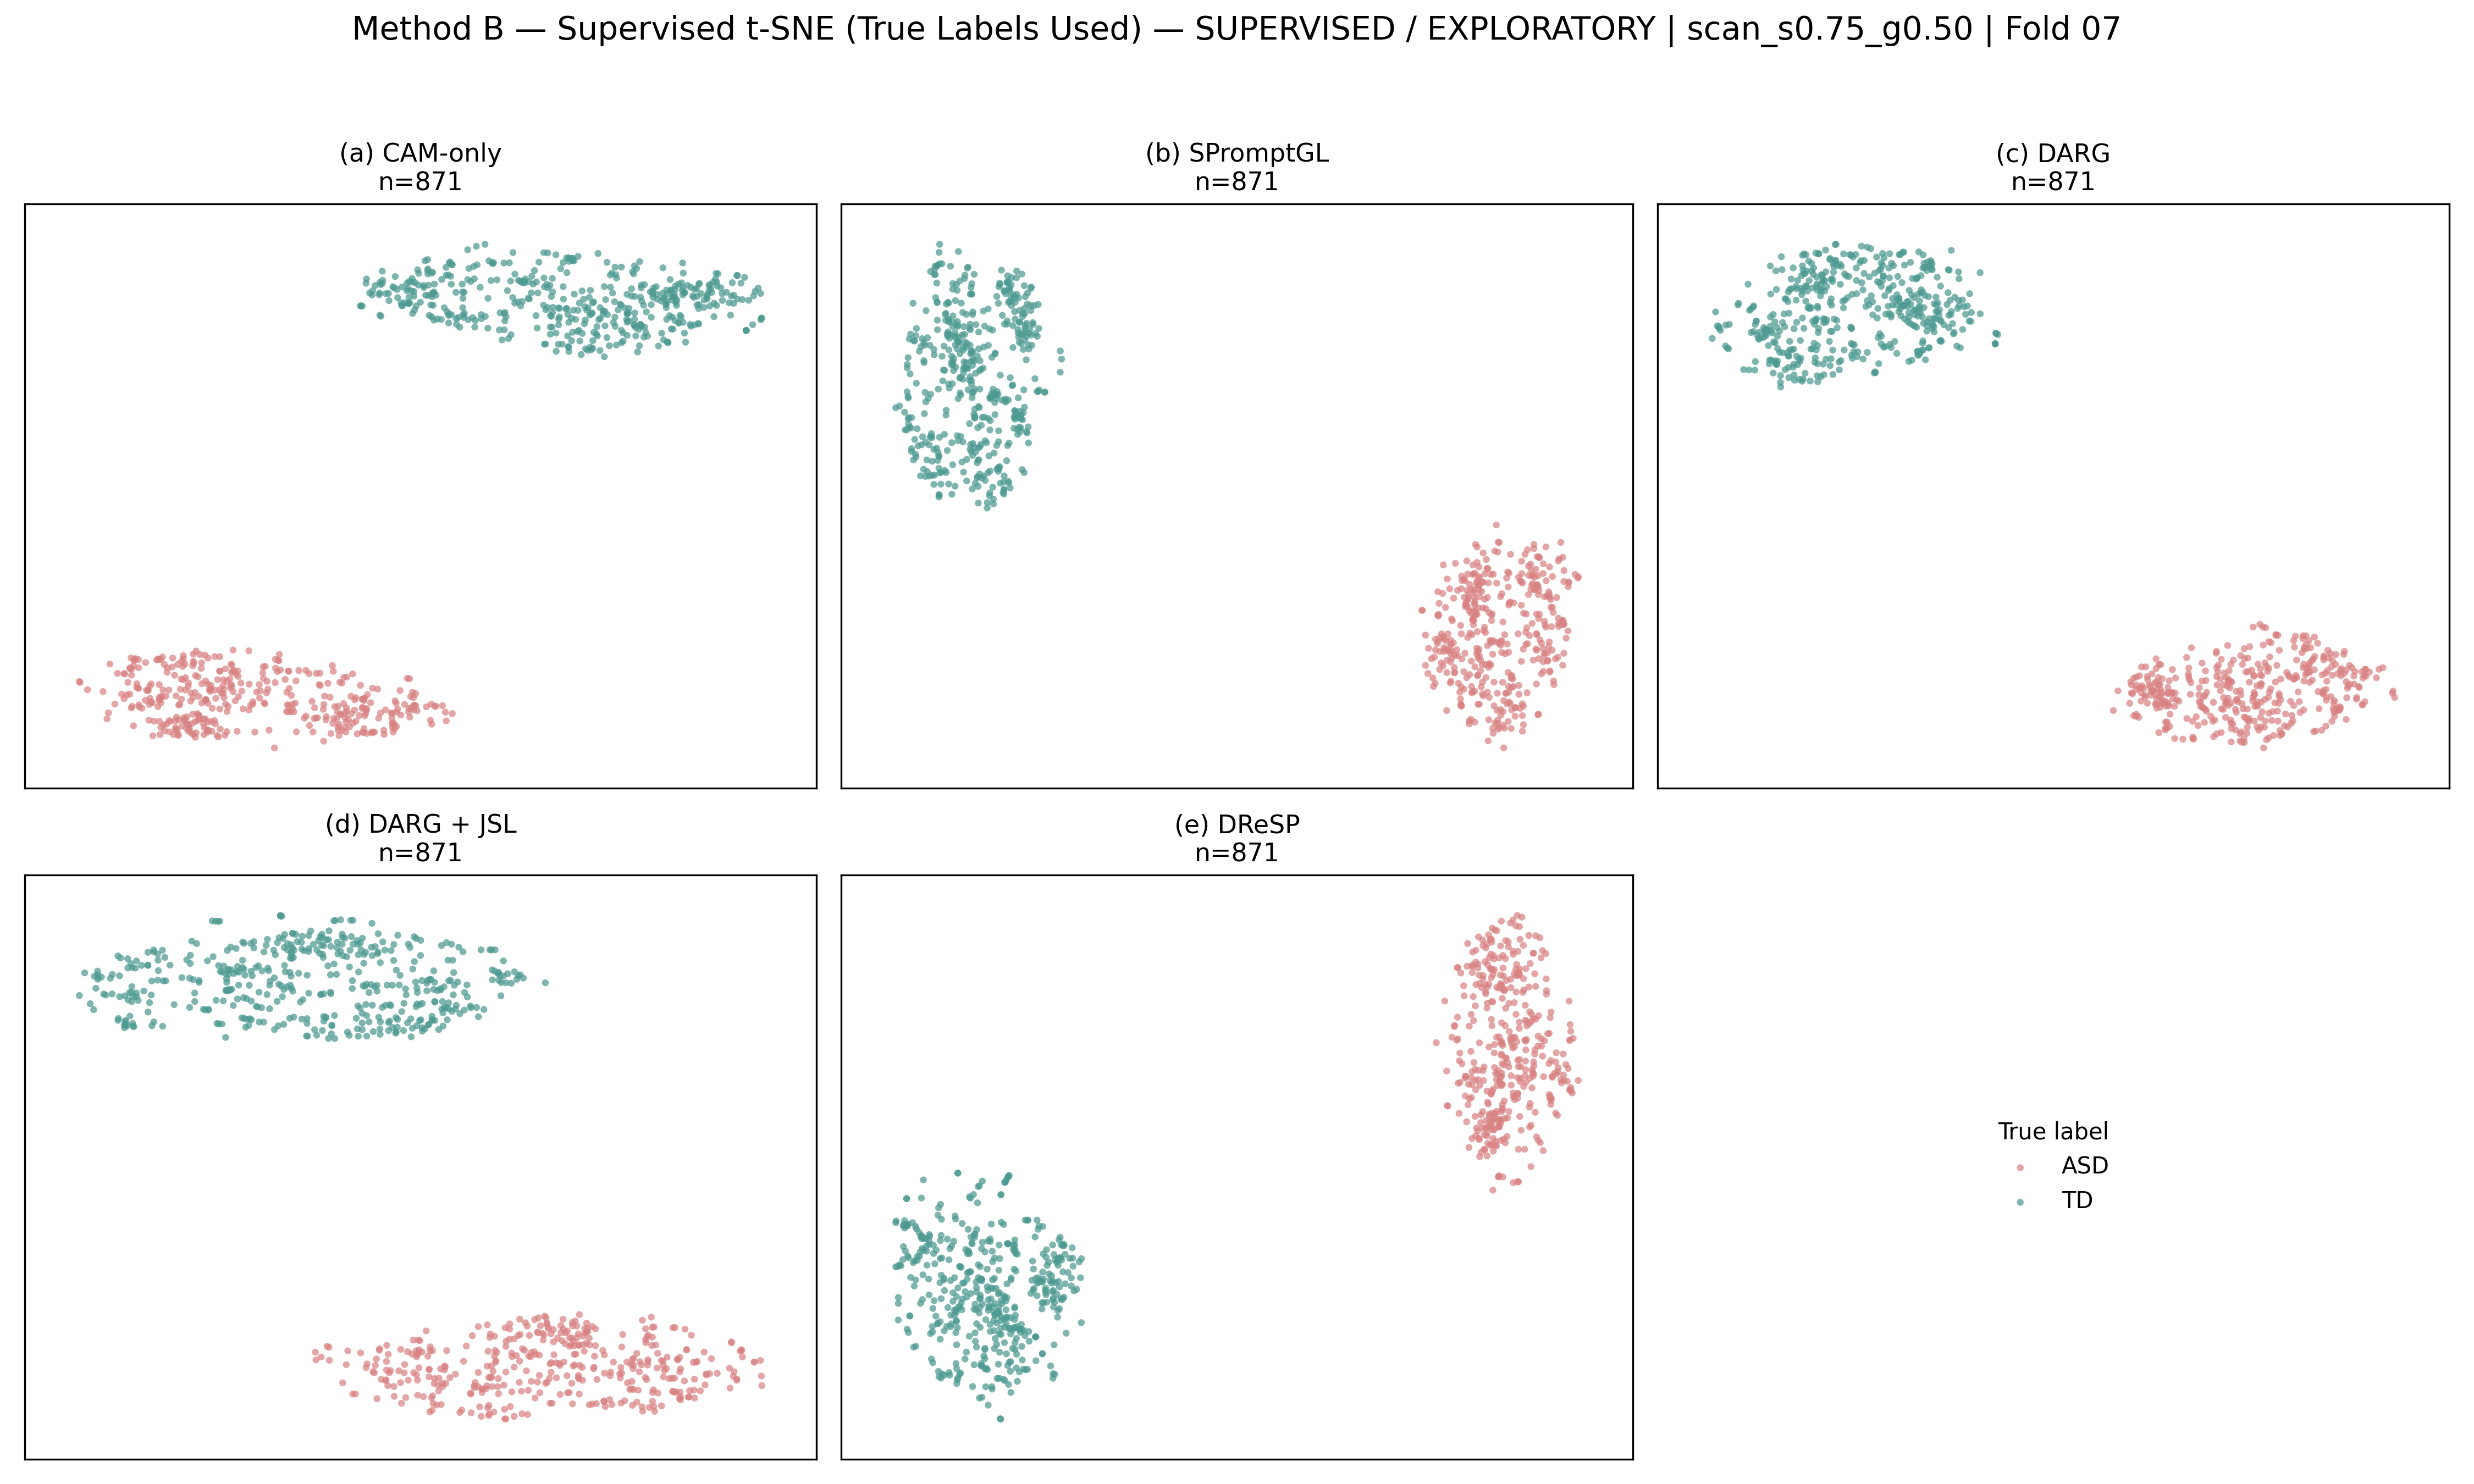 Method B — Supervised t-SNE (True Labels Used) — SUPERVISED / EXPLORATORY | scan_s0.75_g0.50 | Fold 07
(a) CAM-only
n=871
(b) SPromptGL
n=871
(c) DARG
n=871
(d) DARG + JSL
n=871
(e) DReSP
n=871
True label
ASD
TD